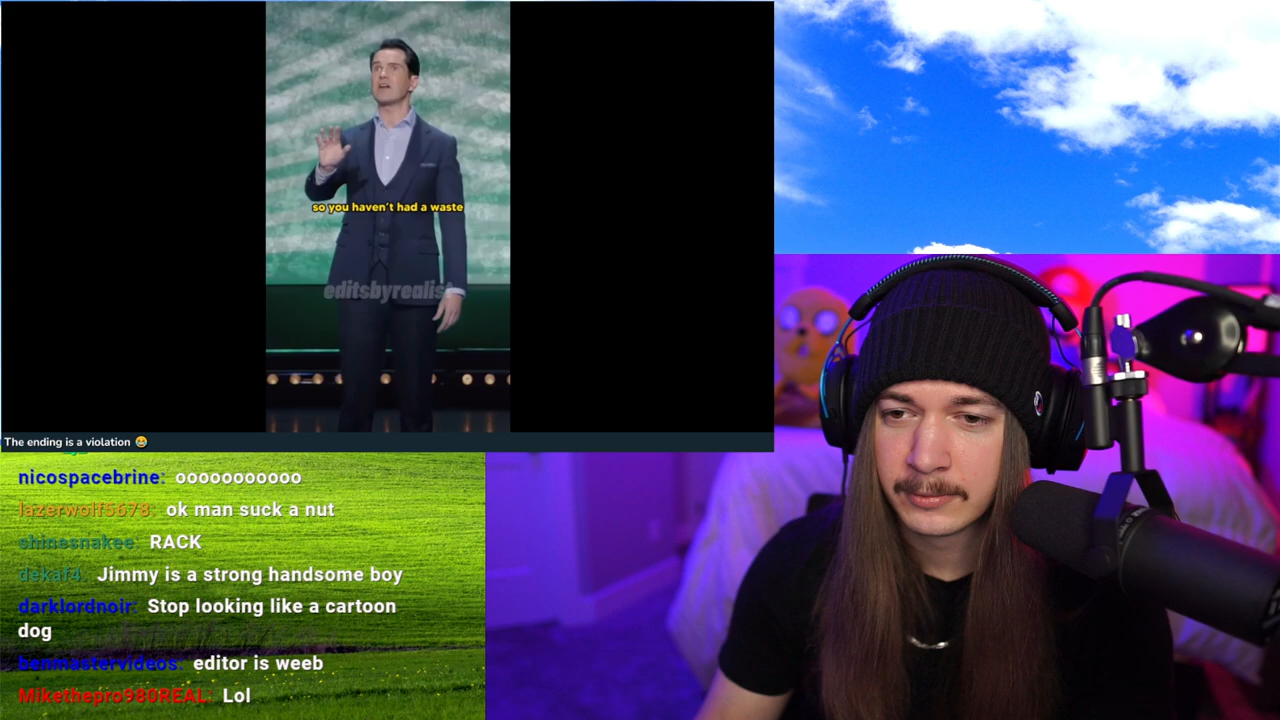 so you haven't had a waste
editsbyrealist
The ending is a violation 😂
nicospacebrine: ooooooooooo
lazerwolf5678: ok man suck a nut
shinesnakee: RACK
dekaf4: Jimmy is a strong handsome boy
darklordnoir: Stop looking like a cartoon
dog
benmastervideos: editor is weeb
Mikethepro980REAL: Lol